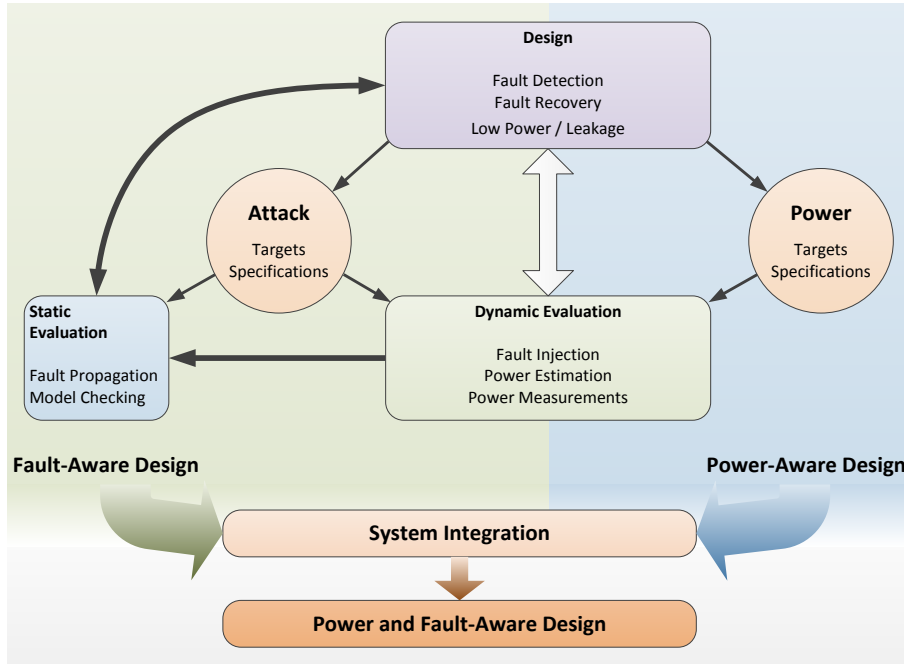 Design
Fault Detection
Fault Recovery
Low Power / Leakage
Attack
Targets
Specifications
Power
Targets
Specifications
Static
Evaluation
Fault Propagation
Model Checking
Dynamic Evaluation
Fault Injection
Power Estimation
Power Measurements
Fault-Aware Design
Power-Aware Design
System Integration
Power and Fault-Aware Design